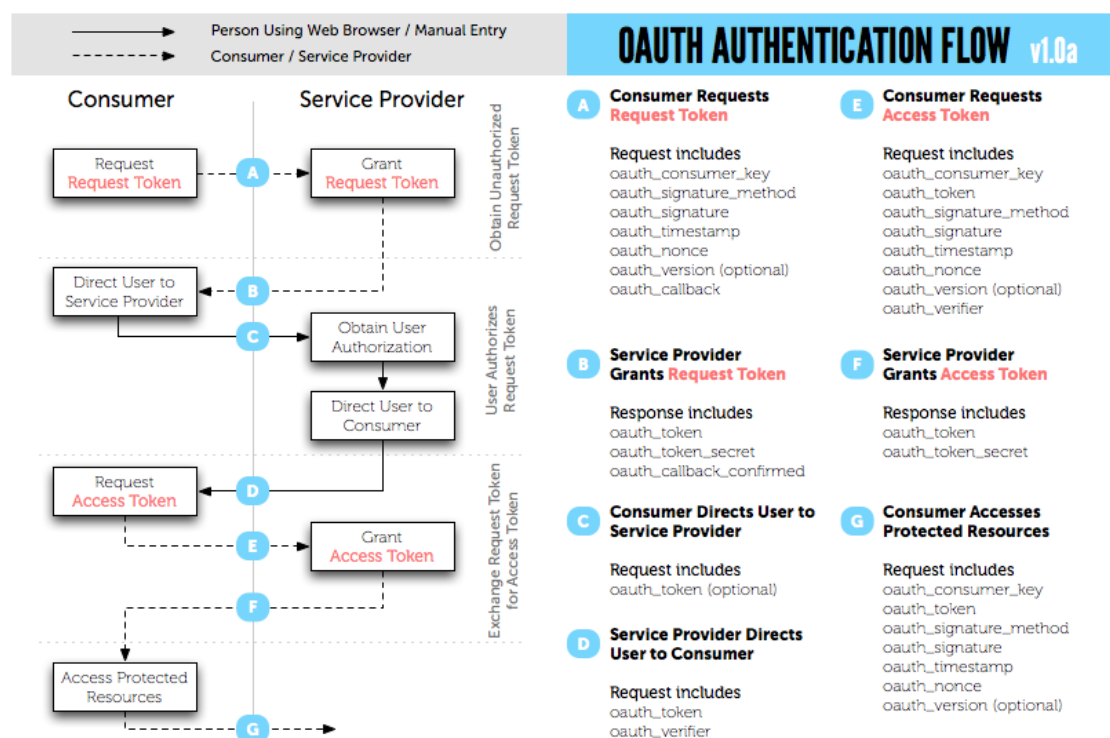 Person Using Web Browser / Manual Entry
Consumer / Service Provider
OAUTH AUTHENTICATION FLOW v1.0a
Consumer
Service Provider
Request
Request Token
A
Grant
Request Token
Obtain Unauthorized
Request Token
Direct User to
Service Provider
B
C
Obtain User
Authorization
Direct User to
Consumer
User Authorizes
Request Token
Request
Access Token
D
E
Grant
Access Token
F
Exchange Request Token
for Access Token
Access Protected
Resources
G
A
Consumer Requests
Request Token
Request includes
oauth_consumer_key
oauth_signature_method
oauth_signature
oauth_timestamp
oauth_nonce
oauth_version (optional)
oauth_callback
B
Service Provider
Grants Request Token
Response includes
oauth_token
oauth_token_secret
oauth_callback_confirmed
C
Consumer Directs User to
Service Provider
Request includes
oauth_token (optional)
D
Service Provider Directs
User to Consumer
Request includes
oauth_token
oauth_verifier
E
Consumer Requests
Access Token
Request includes
oauth_consumer_key
oauth_token
oauth_signature_method
oauth_signature
oauth_timestamp
oauth_nonce
oauth_version (optional)
oauth_verifier
F
Service Provider
Grants Access Token
Response includes
oauth_token
oauth_token_secret
G
Consumer Accesses
Protected Resources
Request includes
oauth_consumer_key
oauth_token
oauth_signature_method
oauth_signature
oauth_timestamp
oauth_nonce
oauth_version (optional)